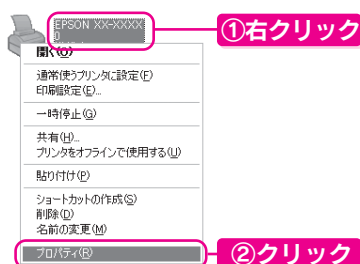 EPSON XX-XXXX
①右クリック
開く(O)
通常使うプリンタに設定(F)
印刷設定(E)...
一時停止(G)
共有(H)...
プリンタをオフラインで使用する(U)
貼り付け(P)
ショートカットの作成(S)
削除(D)
名前の変更(M)
プロパティ(R)
②クリック